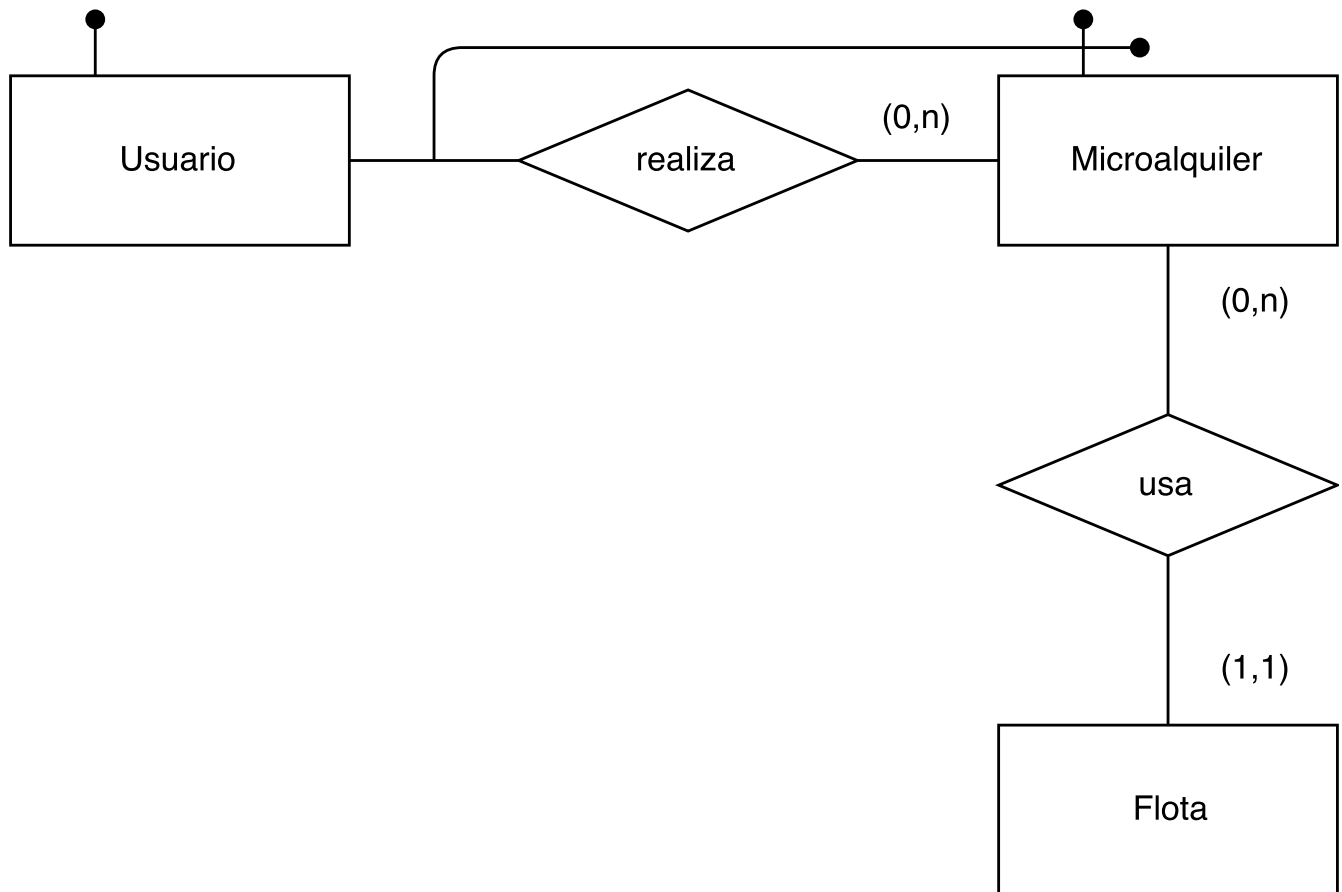 (0,n)
Usuario
realiza
Microalquiler
(0,n)
usa
(1,1)
Flota